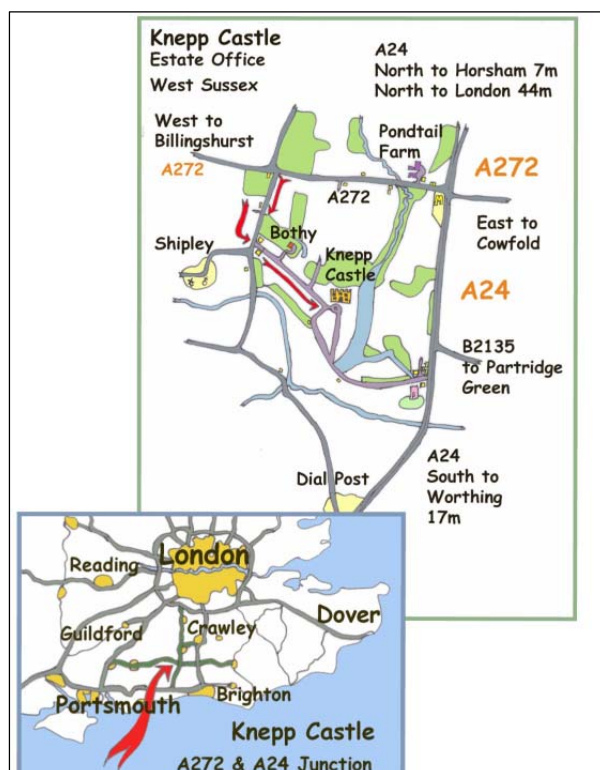 Knepp Castle
Estate Office
West Sussex
A24
North to Horsham 7m
North to London 44m
West to
Billingshurst
A272
Pondtail
Farm
A272
A272
East to
Cowfold
Shipley
Bothy
Knepp
Castle
A24
B2135
to Partridge
Green
Dial Post
A24
South to
Worthing
17m
London
Reading
Guildford
Crawley
Dover
Portsmouth
Brighton
Knepp Castle
A272 & A24 Junction